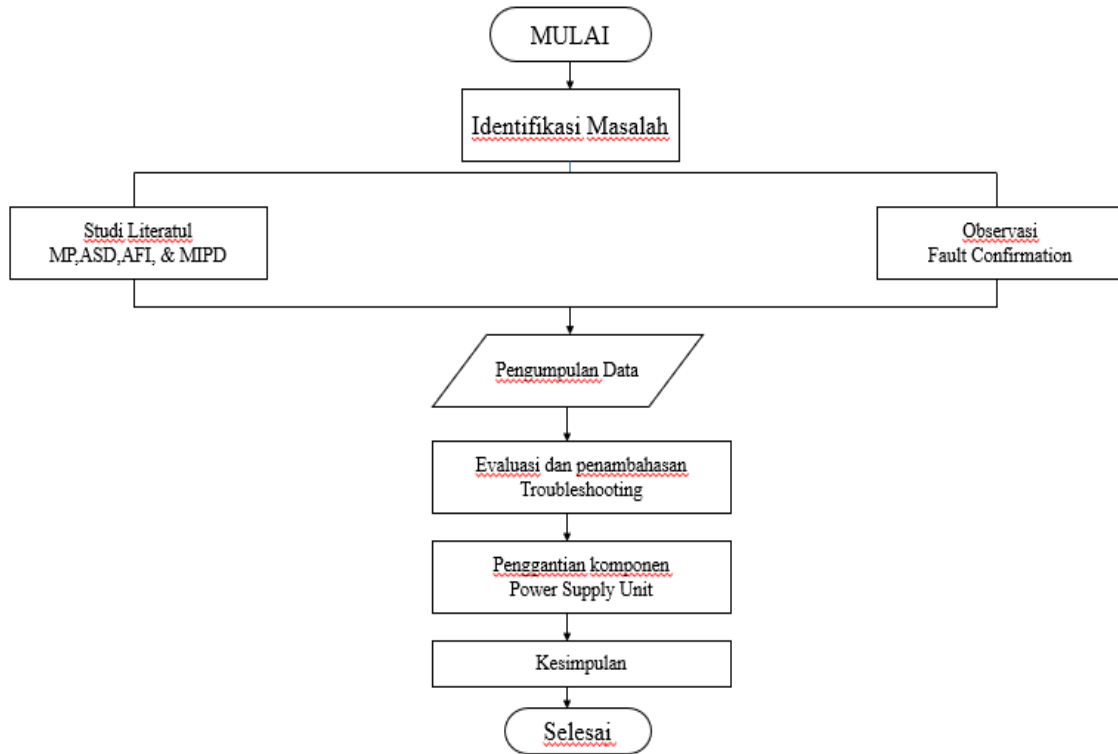 MULAI
Identifikasi Masalah
Studi Literatul
MP,ASD,AFI, & MIPD
Observasi
Fault Confirmation
Pengumpulan Data
Evaluasi dan penambahasan
Troubleshooting
Penggantian komponen
Power Supply Unit
Kesimpulan
Selesai